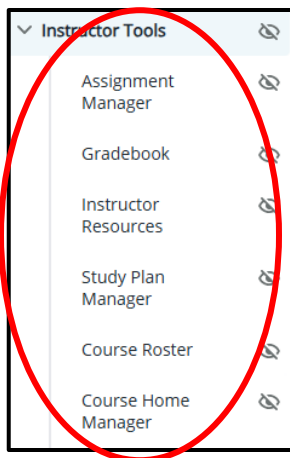 Instructor Tools
Assignment
Manager
Gradebook
Instructor
Resources
Study Plan
Manager
Course Roster
Course Home
Manager